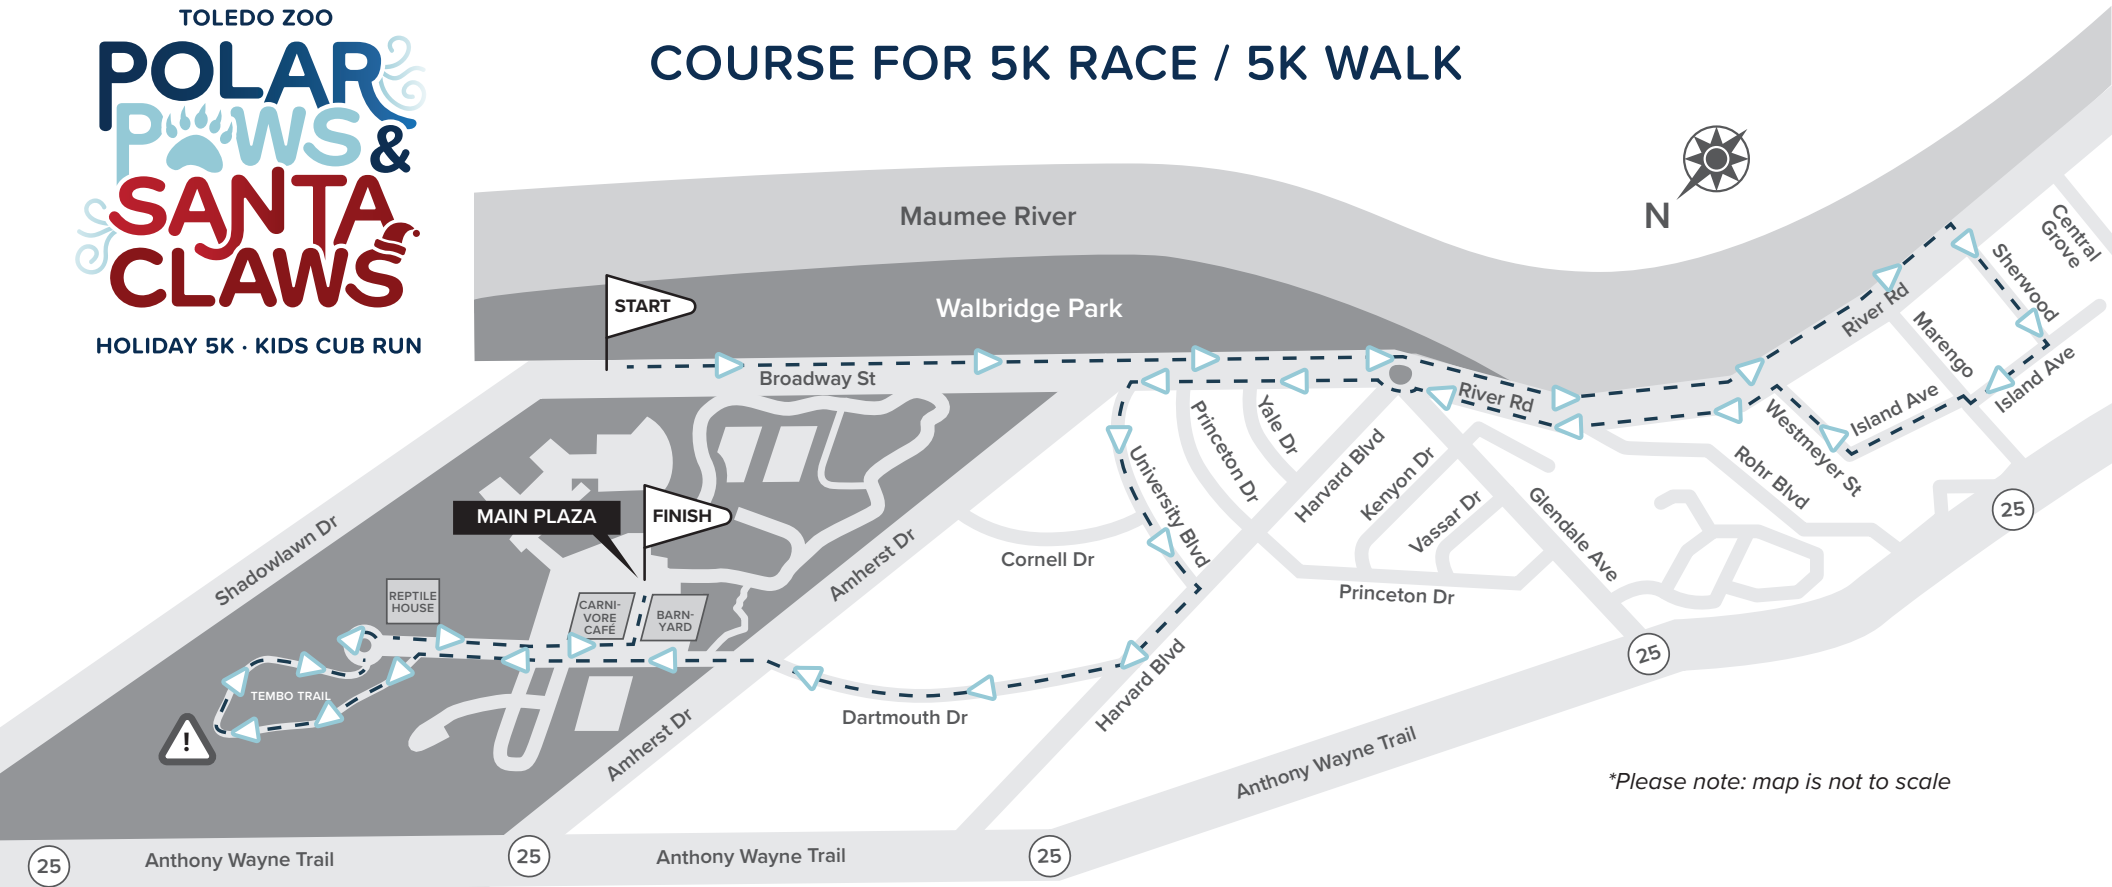 TOLEDO ZOO
POLAR
PAWS &
SANTA
CLAWS
HOLIDAY 5K · KIDS CUB RUN
COURSE FOR 5K RACE / 5K WALK
N
Maumee River
Walbridge Park
START
Broadway St
River Rd
River Rd
Sherwood
Central
Grove
Marengo
Island Ave
Island Ave
Westmeyer St
Rohr Blvd
Princeton Dr
Yale Dr
Harvard Blvd
Kenyon Dr
Vassar Dr
Glendale Ave
Princeton Dr
University Blvd
Cornell Dr
Amherst Dr
Shadowlawn Dr
MAIN PLAZA
FINISH
REPTILE
HOUSE
CARNI-
VORE
CAFÉ
BARN-
YARD
TEMBO TRAIL
!
Dartmouth Dr
Harvard Blvd
Amherst Dr
Anthony Wayne Trail
*Please note: map is not to scale
25
25
25
Anthony Wayne Trail
25
Anthony Wayne Trail
25